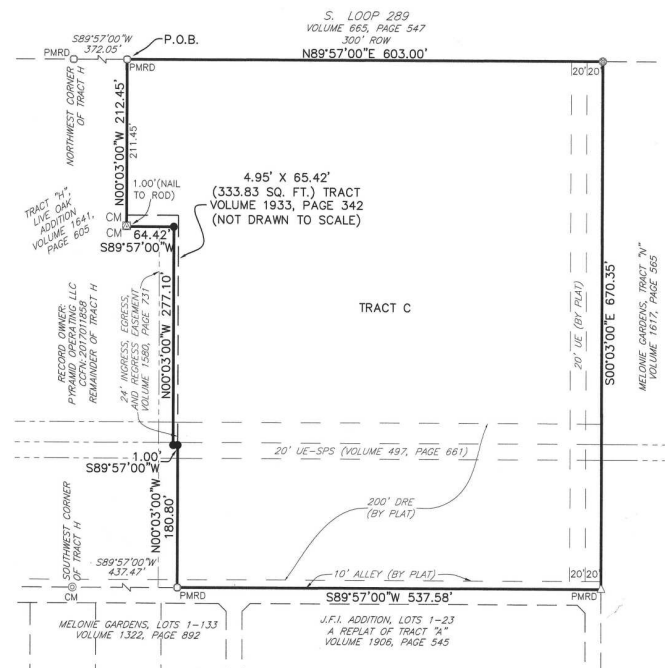 S. LOOP 289
VOLUME 665, PAGE 547
300' ROW
N89°57'00"E 603.00'
S89°57'00"W
372.05'
P.O.B.
PMRD
PMRD
20'
20'
NORTHWEST CORNER
OF TRACT H
N00°03'00"W 212.45'
211.45'
1.00'(NAIL
TO ROD)
4.95' X 65.42'
(333.83 SQ. FT.) TRACT
VOLUME 1933, PAGE 342
(NOT DRAWN TO SCALE)
TRACT "H",
LIVE OAK
ADDITION
VOLUME 1641,
PAGE 605
CM
CM
64.42'
S89°57'00"W
RECORD OWNER:
PYRAMID OPERATING LLC
CCFN:2017011858
REMAINDER OF TRACT H
24' INGRESS, EGRESS,
AND REGRESS EASEMENT
VOLUME 1580, PAGE 731
N00°03'00"W 277.10'
TRACT C
20' UE (BY PLAT)
S00°03'00"E 670.35'
MELONIE GARDENS, TRACT "N"
VOLUME 1617, PAGE 565
20' UE-SPS (VOLUME 497, PAGE 661)
1.00'
S89°57'00"W
N00°03'00"W
180.80'
200' DRE
(BY PLAT)
SOUTHWEST CORNER
OF TRACT H
S89°57'00"W
437.47'
10' ALLEY (BY PLAT)
20'
20'
CM
PMRD
S89°57'00"W 537.58'
PMRD
MELONIE GARDENS, LOTS 1-133
VOLUME 1322, PAGE 892
J.F.I. ADDITION, LOTS 1-23
A REPLAT OF TRACT "A"
VOLUME 1906, PAGE 545